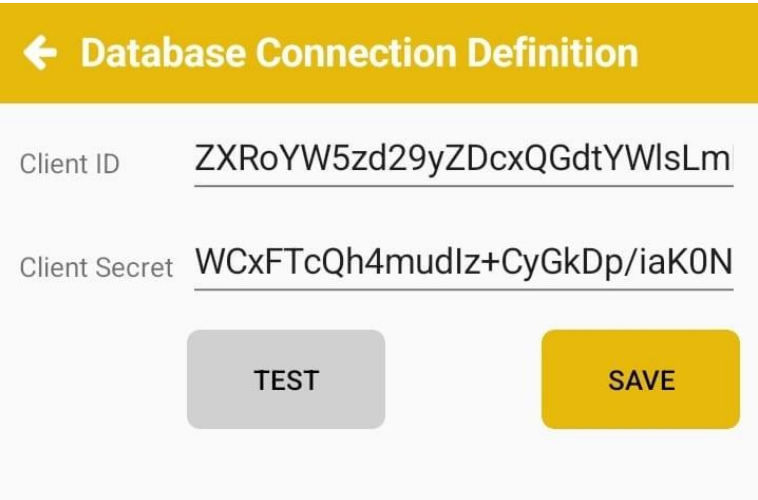 Database Connection Definition
Client ID ZXRoYW5zd29yZDcxQGdtYWlsLm
Client Secret WCxFTcQh4mudIz+CyGkDp/iaK0N
TEST SAVE